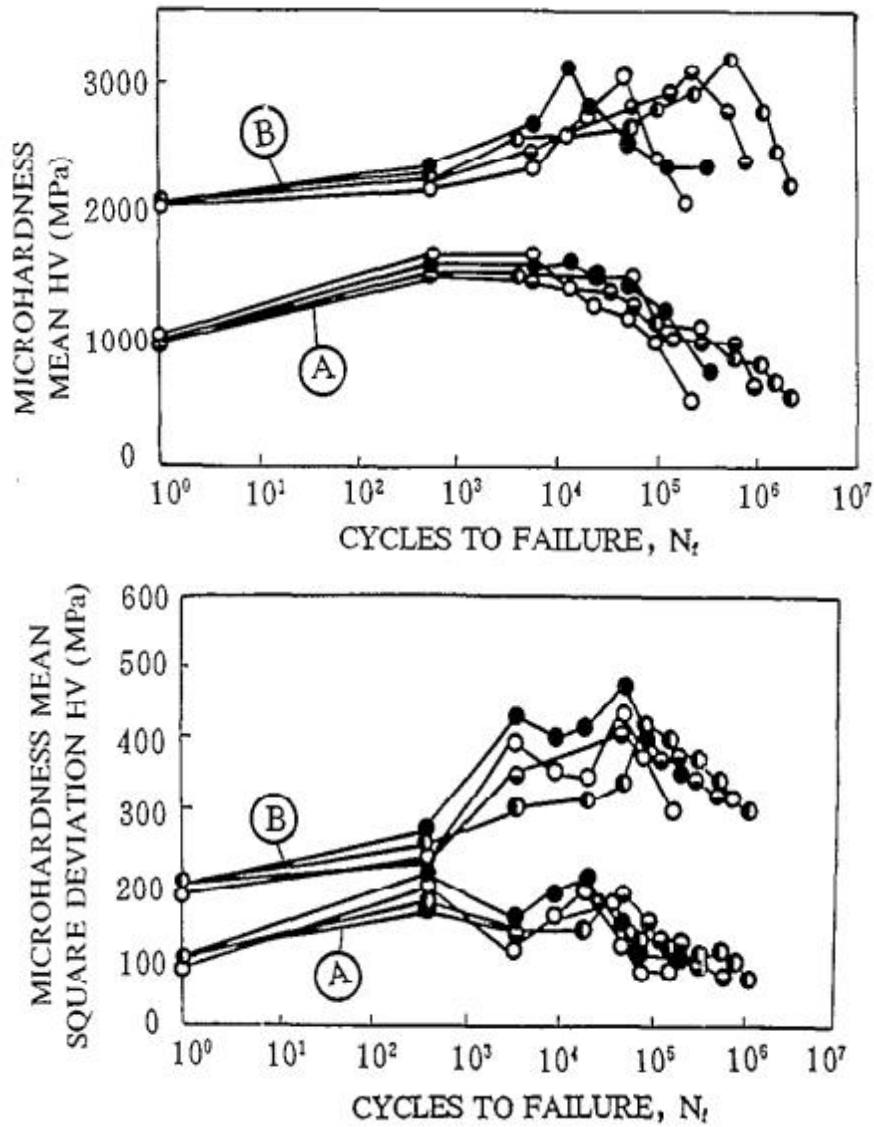 MICROHARDNESS
MEAN HV (MPa)
3000
2000
1000
0
B
A
10⁰ 10¹ 10² 10³ 10⁴ 10⁵ 10⁶ 10⁷
CYCLES TO FAILURE, Nf
MICROHARDNESS MEAN
SQUARE DEVIATION HV (MPa)
600
500
400
300
200
100
0
B
A
10⁰ 10¹ 10² 10³ 10⁴ 10⁵ 10⁶ 10⁷
CYCLES TO FAILURE, Nf